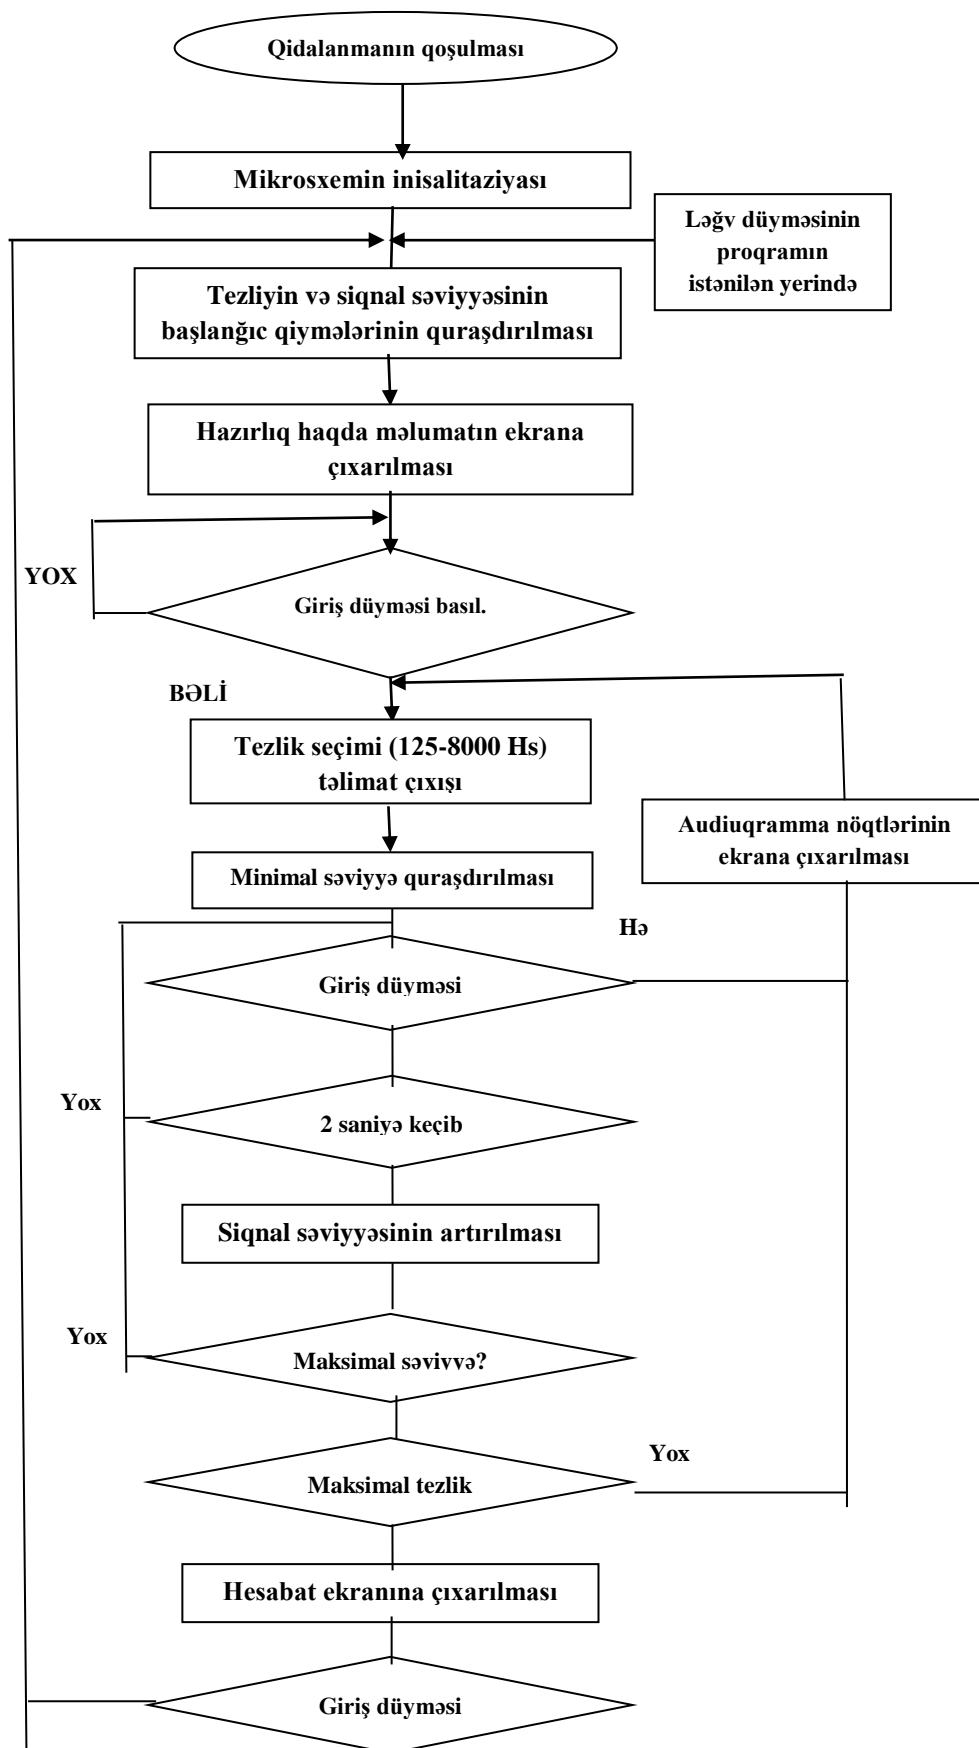 Qidalanmanın qoşulması
Mikrosxemin inisalitaziyası
Ləğv düyməsinin
proqramın
istənilən yerində
Tezliyin və siqnal səviyyəsinin
başlanğıc qiymələrinin quraşdırılması
Hazırlıq haqda məlumatın ekrana
çıxarılması
YOX
Giriş düyməsi basıl.
BƏLİ
Tezlik seçimi (125-8000 Hs)
təlimat çıxışı
Audiuqramma nöqtlərinin
ekrana çıxarılması
Minimal səviyyə quraşdırılması
Hə
Giriş düyməsi
Yox
2 saniyə keçib
Siqnal səviyyəsinin artırılması
Yox
Maksimal səviyyə?
Yox
Maksimal tezlik
Hesabat ekranına çıxarılması
Giriş düyməsi